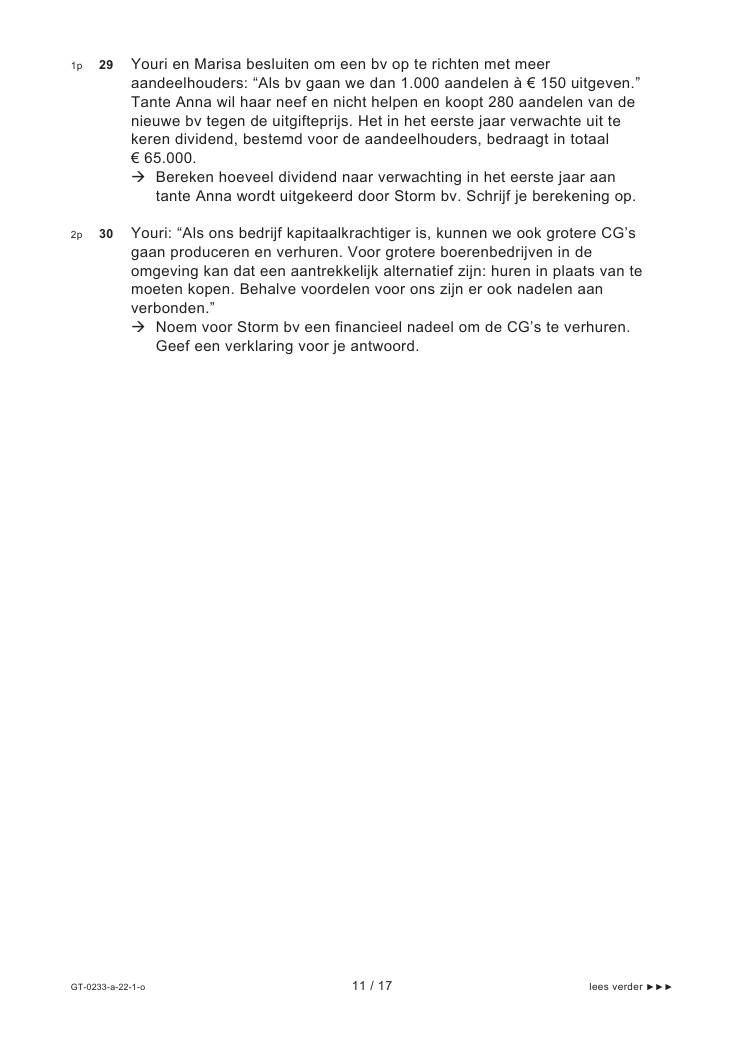 1p 29 Youri en Marisa besluiten om een bv op te richten met meer
aandeelhouders: “Als bv gaan we dan 1.000 aandelen à € 150 uitgeven.”
Tante Anna wil haar neef en nicht helpen en koopt 280 aandelen van de
nieuwe bv tegen de uitgifteprijs. Het in het eerste jaar verwachte uit te
keren dividend, bestemd voor de aandeelhouders, bedraagt in totaal
€ 65.000.
→ Bereken hoeveel dividend naar verwachting in het eerste jaar aan
tante Anna wordt uitgekeerd door Storm bv. Schrijf je berekening op.
2p 30 Youri: “Als ons bedrijf kapitaalkrachtiger is, kunnen we ook grotere CG’s
gaan produceren en verhuren. Voor grotere boerenbedrijven in de
omgeving kan dat een aantrekkelijk alternatief zijn: huren in plaats van te
moeten kopen. Behalve voordelen voor ons zijn er ook nadelen aan
verbonden.”
→ Noem voor Storm bv een financieel nadeel om de CG’s te verhuren.
Geef een verklaring voor je antwoord.
GT-0233-a-22-1-o 11 / 17 lees verder ►►►